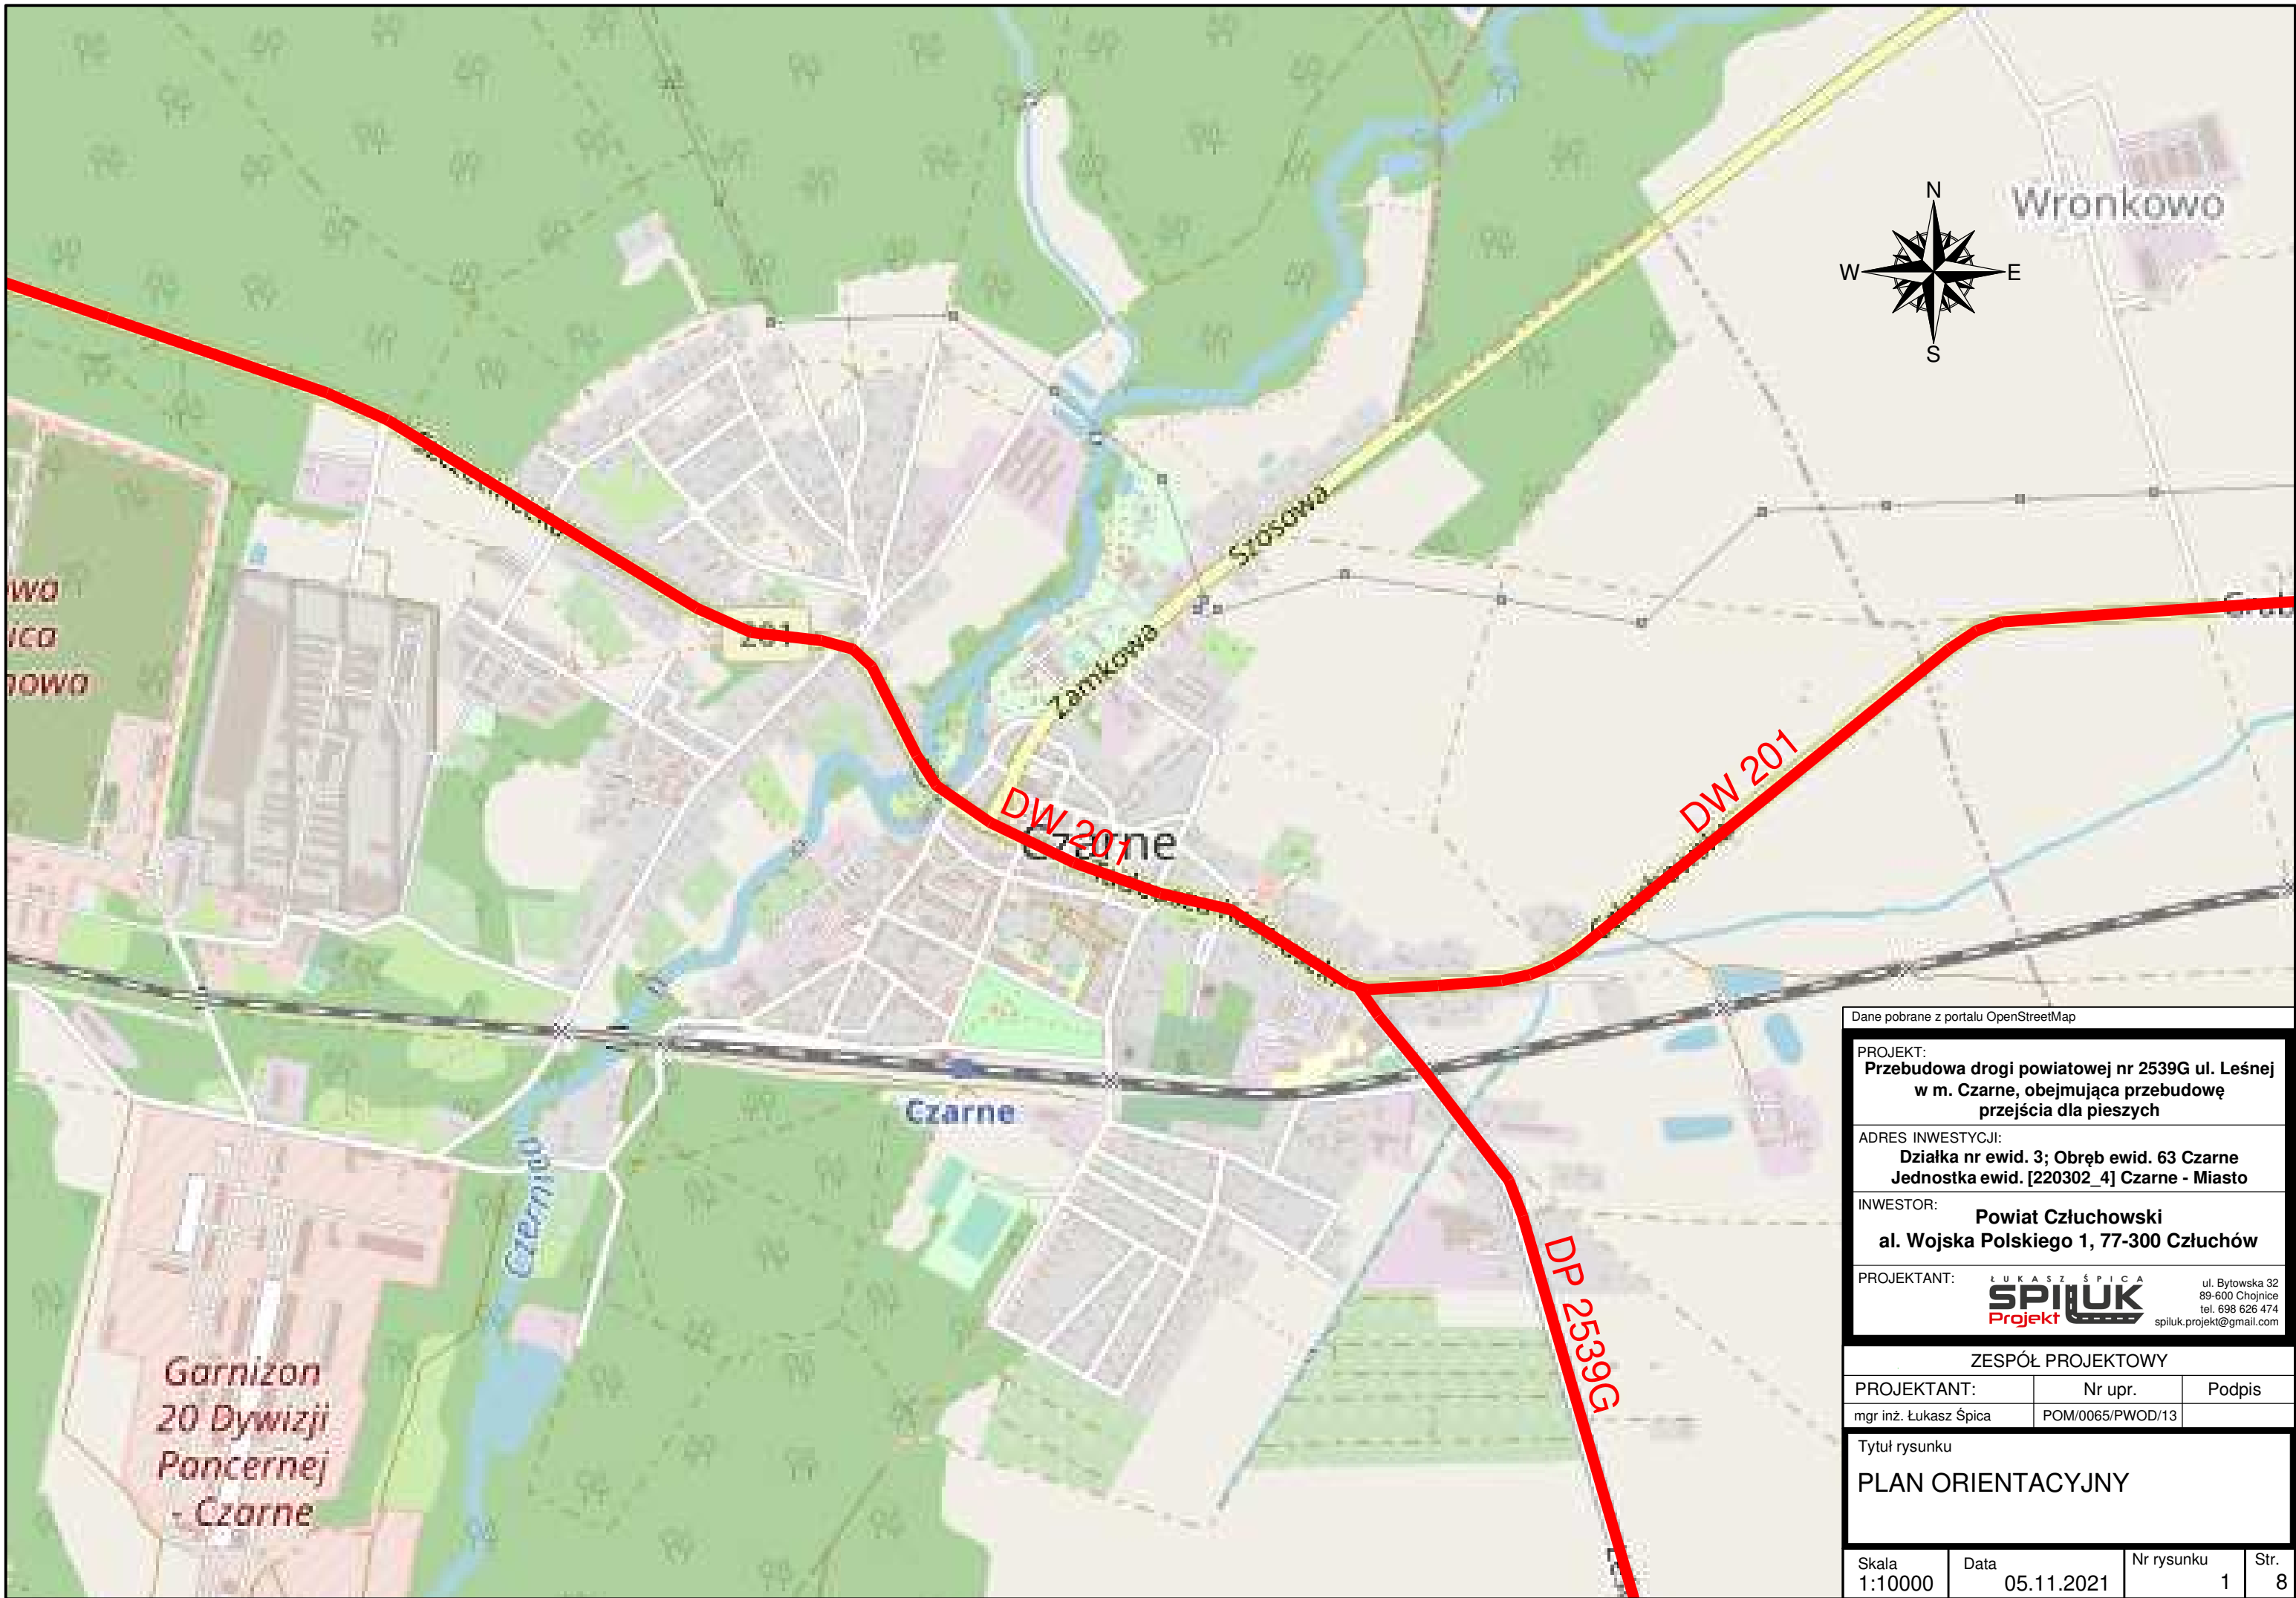 N
W
E
S
Wronkowo
Szosowa
Zamkowa
201
DW 201
Czarne
DW 201
Czarne
Czernica
DP 2539G
Garnizon
20 Dywizji
Pancernej
- Czarne
Dane pobrane z portalu OpenStreetMap
PROJEKT:
Przebudowa drogi powiatowej nr 2539G ul. Leśnej
w m. Czarne, obejmująca przebudowę
przejścia dla pieszych
ADRES INWESTYCJI:
Działka nr ewid. 3; Obręb ewid. 63 Czarne
Jednostka ewid. [220302_4] Czarne - Miasto
INWESTOR:
Powiat Człuchowski
al. Wojska Polskiego 1, 77-300 Człuchów
PROJEKTANT:
ŁUKASZ ŚPICA
SPILUK
Projekt
ul. Bytowska 32
89-600 Chojnice
tel. 698 626 474
spiluk.projekt@gmail.com
ZESPÓŁ PROJEKTOWY
PROJEKTANT: Nr upr. Podpis
mgr inż. Łukasz Śpica POM/0065/PWOD/13
Tytuł rysunku
PLAN ORIENTACYJNY
Skala Data Nr rysunku Str.
1:10000 05.11.2021 1 8